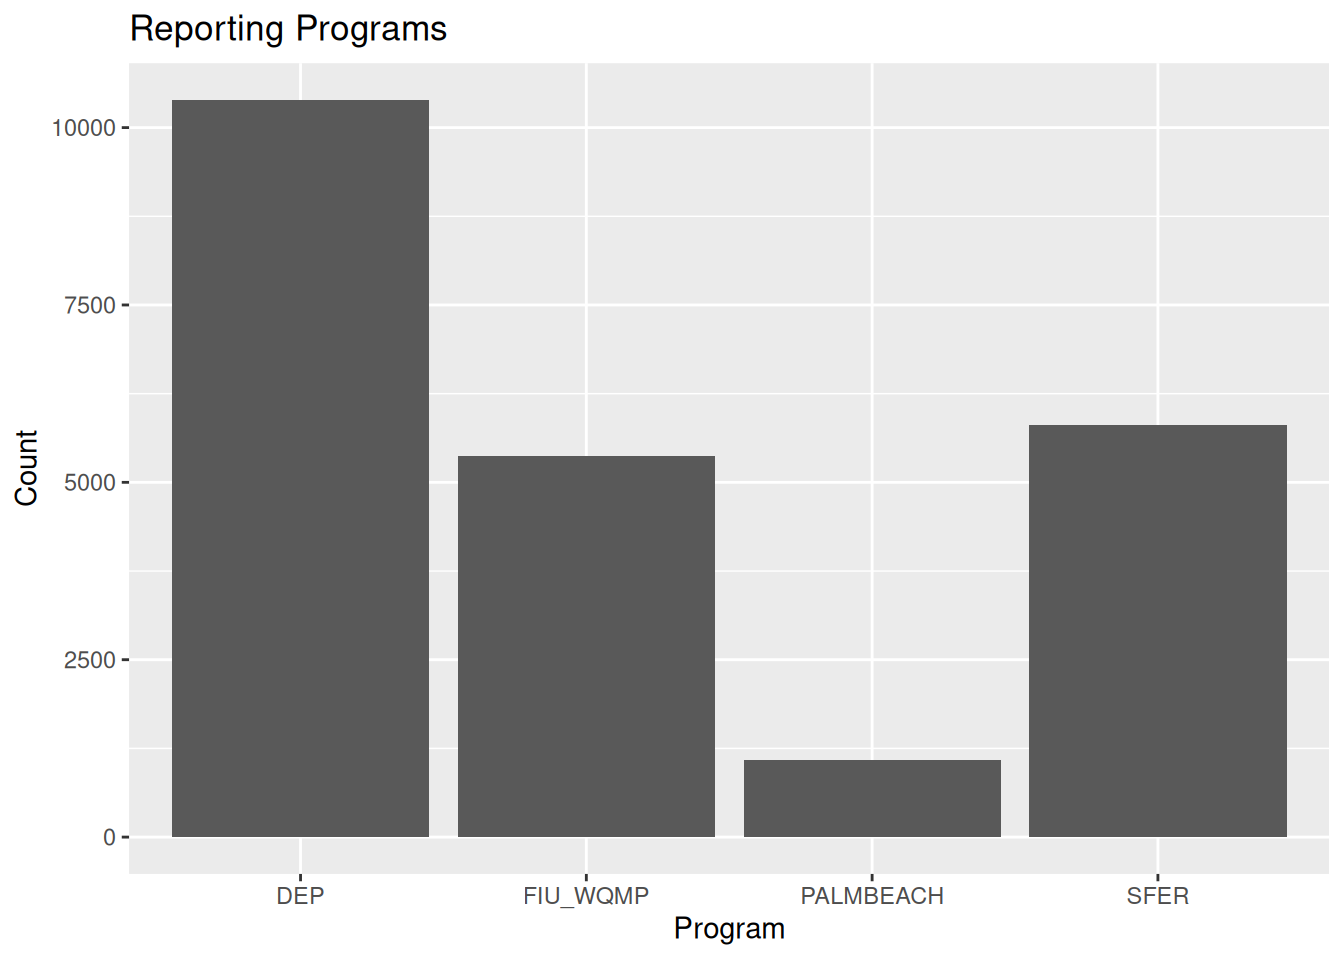 Reporting Programs
10000
7500
5000
2500
0
Count
DEP FIU_WQMP PALMBEACH SFER
Program